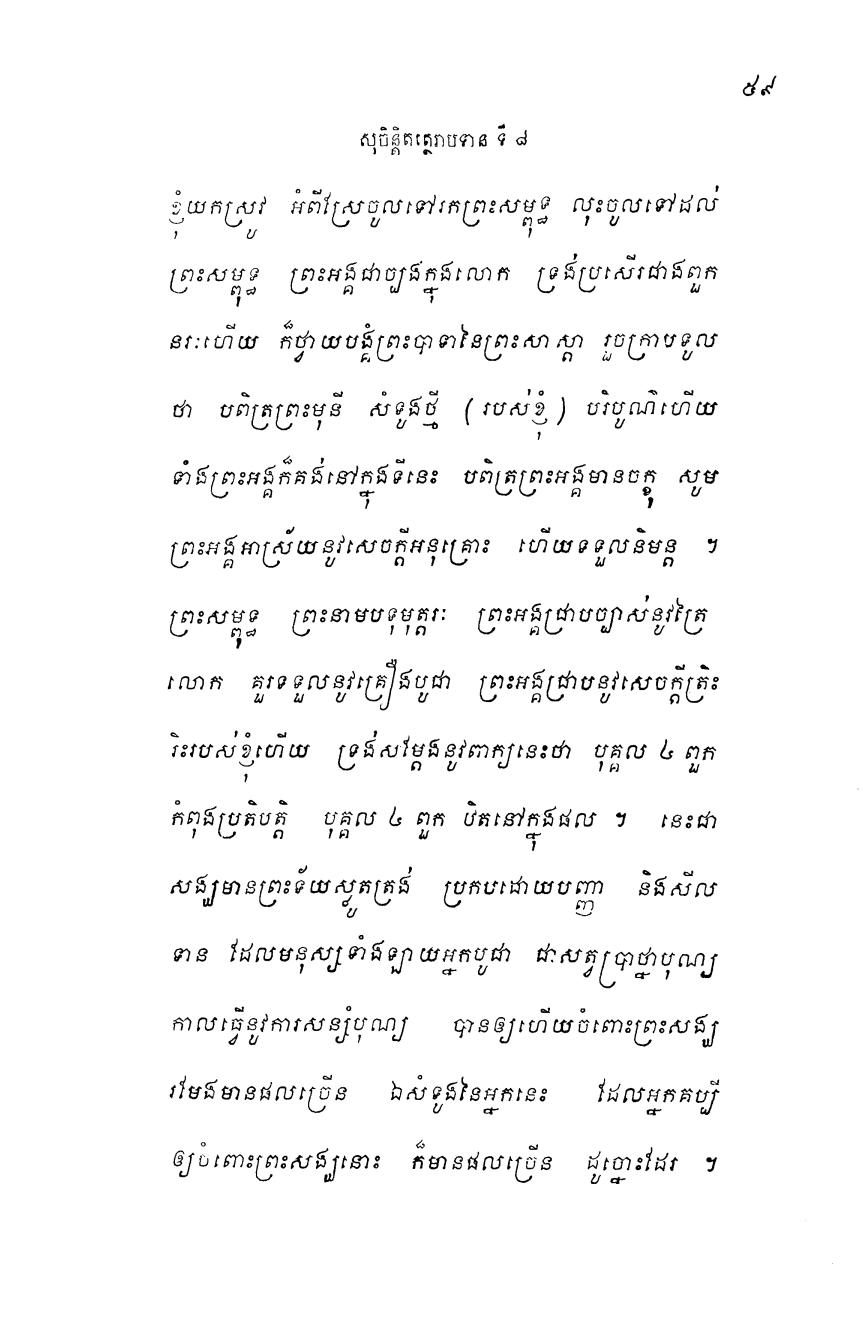 ៥៩
សុចិន្តិតត្ថេរាបទាន ទី ៨
ខ្ញុំយកស្រូវ អំពីស្រែចូលទៅរកព្រះសម្ពុទ្ធ លុះចូលទៅដល់
ព្រះសម្ពុទ្ធ ព្រះអង្គជាច្បងក្នុងលោក ទ្រង់ប្រសើរជាងពួក
នរៈហើយ ក៏ថ្វាយបង្គំព្រះបាទានៃព្រះសាស្តា រួចក្រាបទូល
ថា បពិត្រព្រះមុនី សំទូងថ្មី (របស់ខ្ញុំ) បរិបូណ៌ហើយ
ទាំងព្រះអង្គក៏គង់នៅក្នុងទីនេះ បពិត្រព្រះអង្គមានចក្ខុ សូម
ព្រះអង្គអាស្រ័យនូវសេចក្តីអនុគ្រោះ ហើយទទួលនិមន្ត ។
ព្រះសម្ពុទ្ធ ព្រះនាមបទុមុត្តរៈ ព្រះអង្គជ្រាបច្បាស់នូវត្រៃ
លោក គួរទទួលនូវគ្រឿងបូជា ព្រះអង្គជ្រាបនូវសេចក្តីត្រិះ
រិះរបស់ខ្ញុំហើយ ទ្រង់សម្តែងនូវពាក្យនេះថា បុគ្គល ៤ ពួក
កំពុងប្រតិបត្តិ បុគ្គល ៤ ពួក ឋិតនៅក្នុងផល ។ នេះជា
សង្ឃមានព្រះទ័យស្លូតត្រង់ ប្រកបដោយបញ្ញា និងសីល
ទាន ដែលមនុស្សទាំងឡាយអ្នកបូជា ជាសត្វប្រាថ្នាបុណ្យ
កាលធ្វើនូវការសន្សំបុណ្យ បានឲ្យហើយចំពោះព្រះសង្ឃ
រមែងមានផលច្រើន ឯសំទូងនៃអ្នកនេះ ដែលអ្នកគប្បី
ឲ្យចំពោះព្រះសង្ឃនោះ ក៏មានផលច្រើន ដូច្នោះដែរ ។